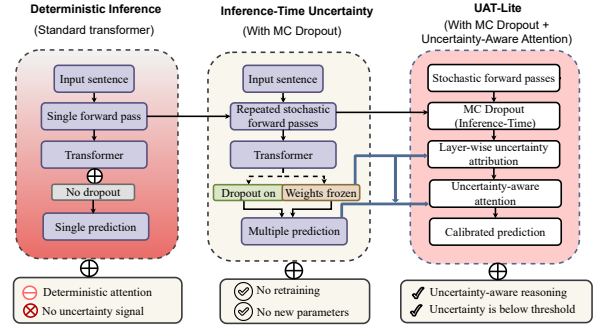 Deterministic Inference
(Standard transformer)
Input sentence
Single forward pass
Transformer
No dropout
Single prediction
Deterministic attention
No uncertainty signal
Inference-Time Uncertainty
(With MC Dropout)
Input sentence
Repeated stochastic
forward passes
Transformer
Dropout on
Weights frozen
Multiple prediction
No retraining
No new parameters
UAT-Lite
(With MC Dropout +
Uncertainty-Aware Attention)
Stochastic forward passes
MC Dropout
(Inference-Time)
Layer-wise uncertainty
attribution
Uncertainty-aware
attention
Calibrated prediction
Uncertainty-aware reasoning
Uncertainty is below threshold